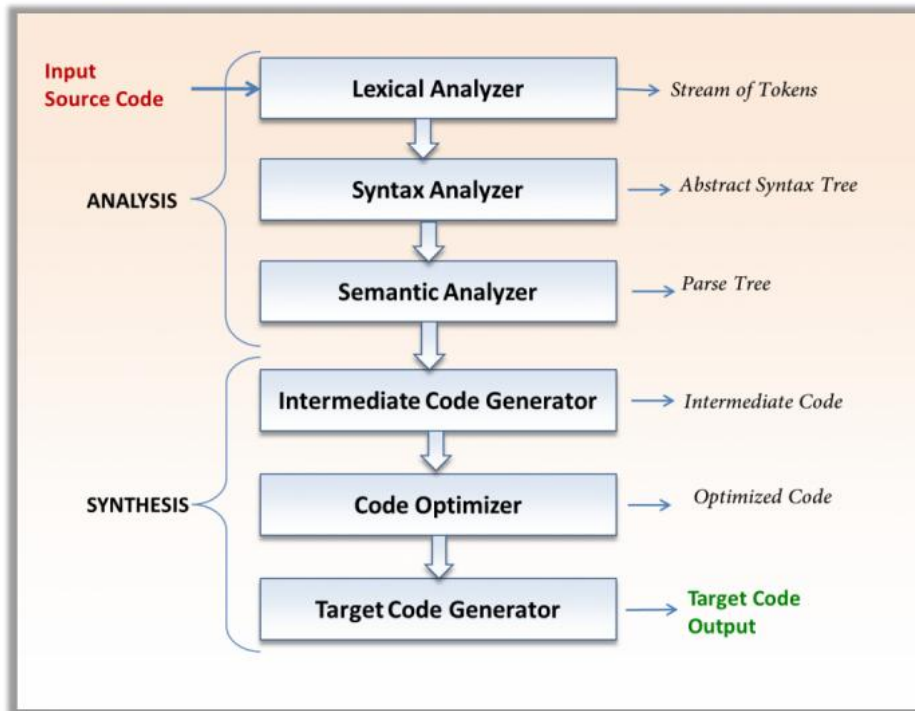 Input
Source Code
Lexical Analyzer
Stream of Tokens
Syntax Analyzer
Abstract Syntax Tree
ANALYSIS
Semantic Analyzer
Parse Tree
Intermediate Code Generator
Intermediate Code
SYNTHESIS
Code Optimizer
Optimized Code
Target Code Generator
Target Code
Output